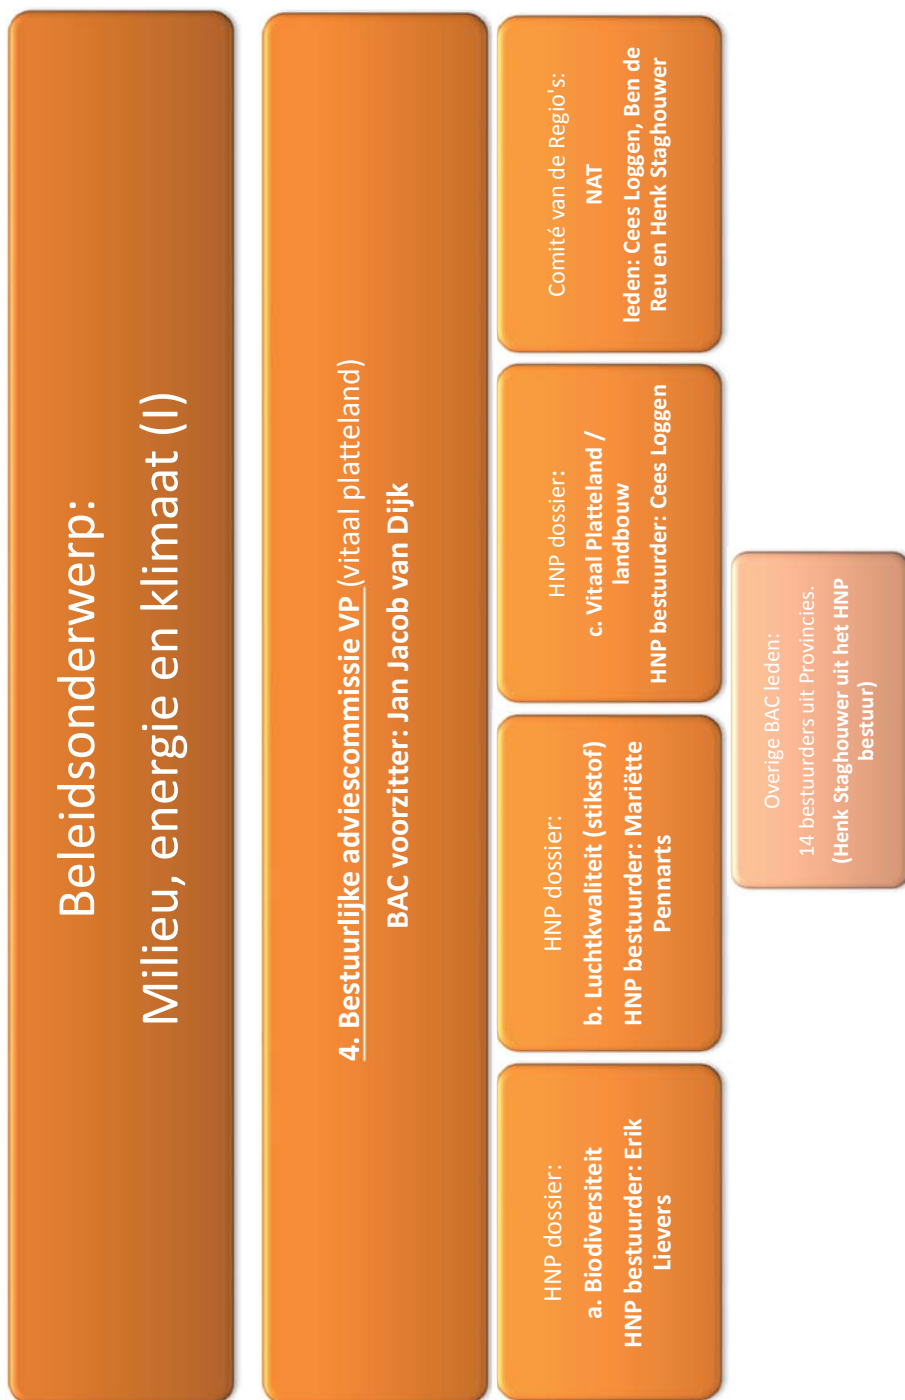 Beleidsonderwerp:
Milieu, energie en klimaat (I)
4. Bestuurlijke adviescommissie VP (vitaal platteland)
BAC voorzitter: Jan Jacob van Dijk
HNP dossier:
a. Biodiversiteit
HNP bestuurder: Erik
Lievers
HNP dossier:
b. Luchtkwaliteit (stikstof)
HNP bestuurder: Mariëtte
Pennarts
HNP dossier:
c. Vitaal Platteland /
landbouw
HNP bestuurder: Cees Loggen
Comité van de Regio's:
NAT
leden: Cees Loggen, Ben de
Reu en Henk Staghouwer
Overige BAC leden:
14 bestuurders uit Provincies.
(Henk Staghouwer uit het HNP
bestuur)